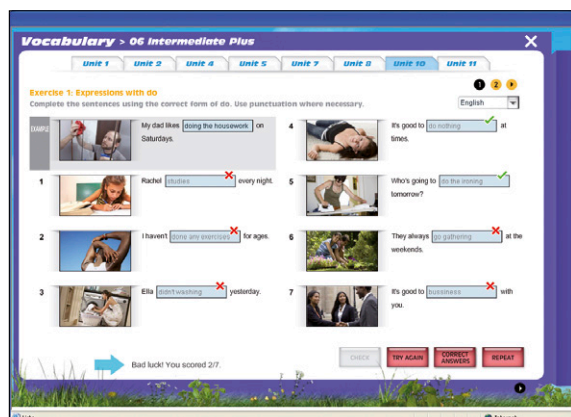 Vocabulary > 06 Intermediate Plus
Unit 1 Unit 2 Unit 4 Unit 5 Unit 7 Unit 8 Unit 10 Unit 11
Exercise 1: Expressions with do
1 2
Complete the sentences using the correct form of do. Use punctuation where necessary.
English
EXAMPLE
My dad likes doing the housework on
Saturdays.
1
Rachel studies every night.
2
I haven't done any exercises for ages.
3
Ella didn't washing yesterday.
4
It's good to do nothing at
times.
5
Who's going to do the ironing
tomorrow?
6
They always go gathering at the
weekends.
7
It's good to bussiness with
you.
Bad luck! You scored 2/7.
CHECK
TRY AGAIN
CORRECT
ANSWERS
REPEAT